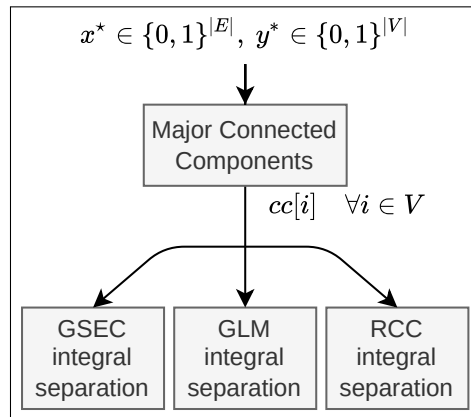 x⋆ ∈ {0, 1}^|E|, y* ∈ {0, 1}^|V|
Major Connected
Components
cc[i] ∀i ∈ V
GSEC
integral
separation
GLM
integral
separation
RCC
integral
separation